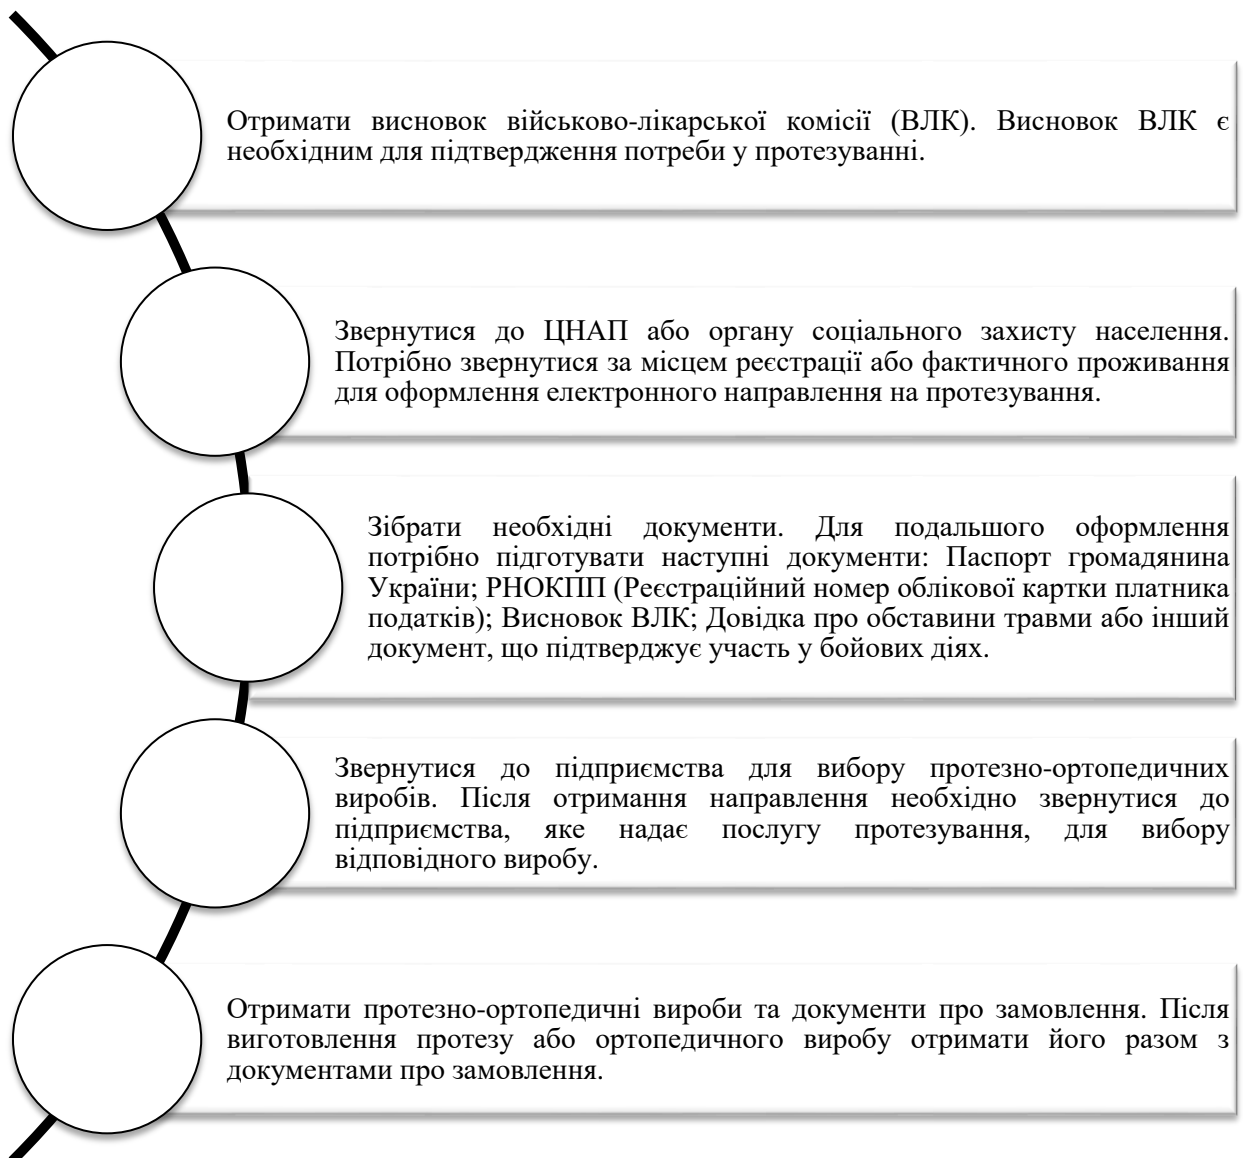 Отримати висновок військово-лікарської комісії (ВЛК). Висновок ВЛК є
необхідним для підтвердження потреби у протезуванні.
Звернутися до ЦНАП або органу соціального захисту населення.
Потрібно звернутися за місцем реєстрації або фактичного проживання
для оформлення електронного направлення на протезування.
Зібрати необхідні документи. Для подальшого оформлення
потрібно підготувати наступні документи: Паспорт громадянина
України; РНОКПП (Реєстраційний номер облікової картки платника
податків); Висновок ВЛК; Довідка про обставини травми або інший
документ, що підтверджує участь у бойових діях.
Звернутися до підприємства для вибору протезно-ортопедичних
виробів. Після отримання направлення необхідно звернутися до
підприємства, яке надає послугу протезування, для вибору
відповідного виробу.
Отримати протезно-ортопедичні вироби та документи про замовлення. Після
виготовлення протезу або ортопедичного виробу отримати його разом з
документами про замовлення.